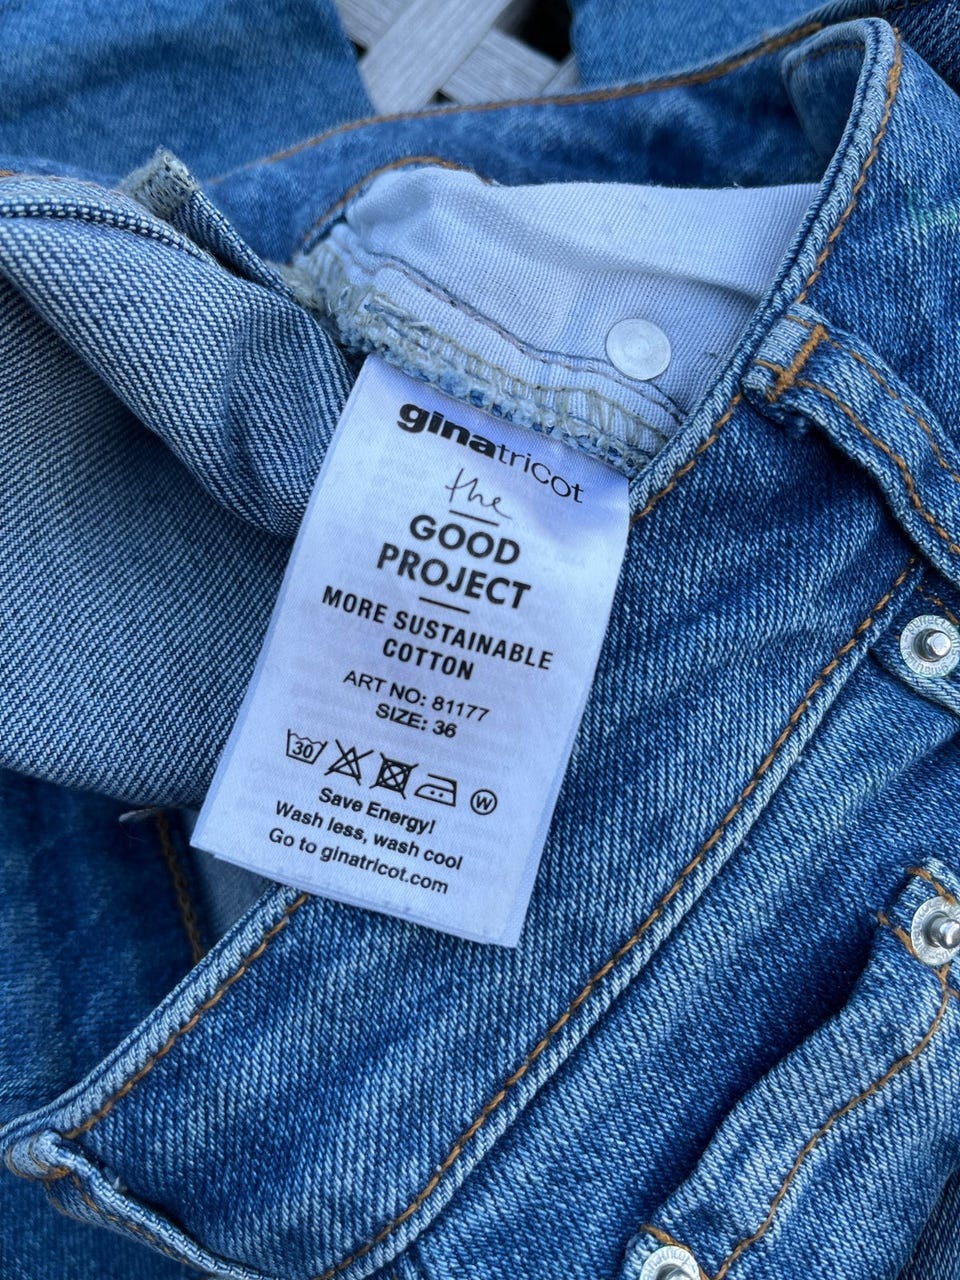 ginatricot
the
GOOD
PROJECT
MORE SUSTAINABLE
COTTON
ART NO: 81177
SIZE: 36
30
W
Save Energy!
Wash less, wash cool
Go to ginatricot.com